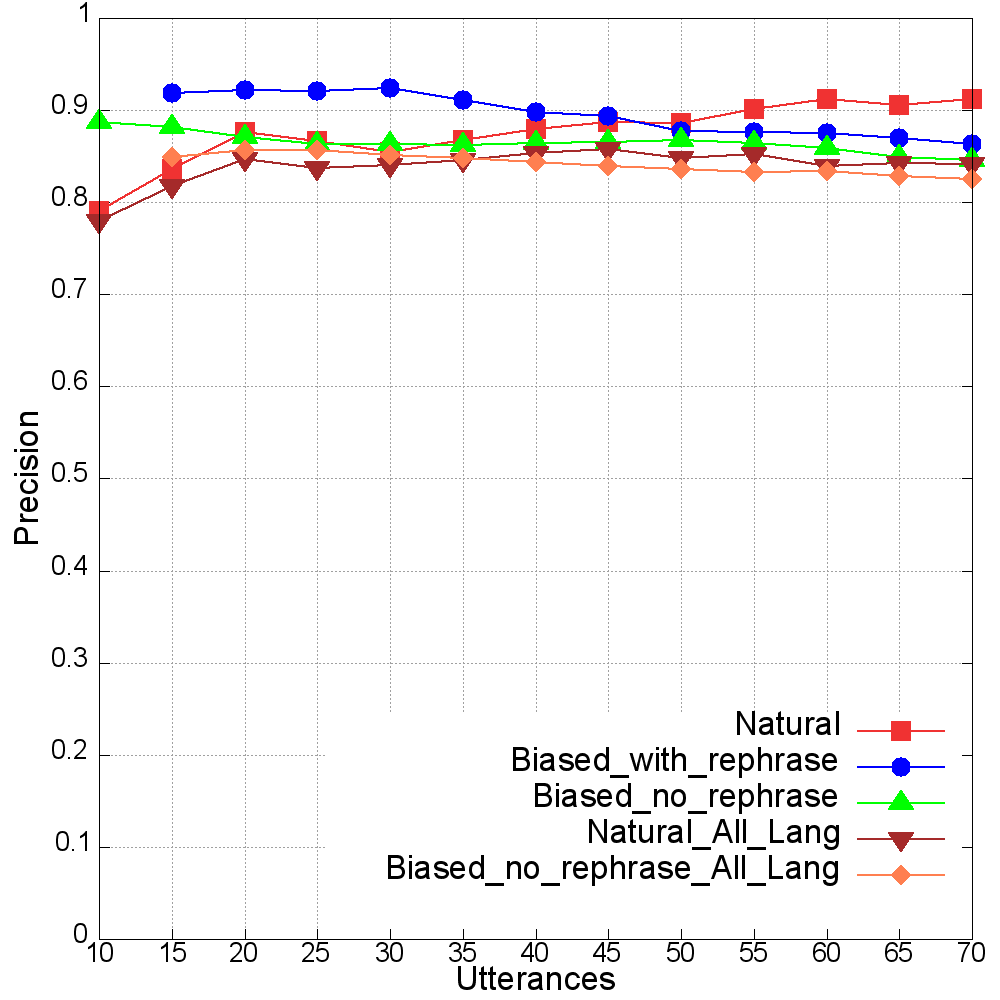 1
0.9
0.8
0.7
0.6
0.5
0.4
0.3
0.2
0.1
0
Precision
Natural
Biased_with_rephrase
Biased_no_rephrase
Natural_All_Lang
Biased_no_rephrase_All_Lang
10 15 20 25 30 35 40 45 50 55 60 65 70
Utterances